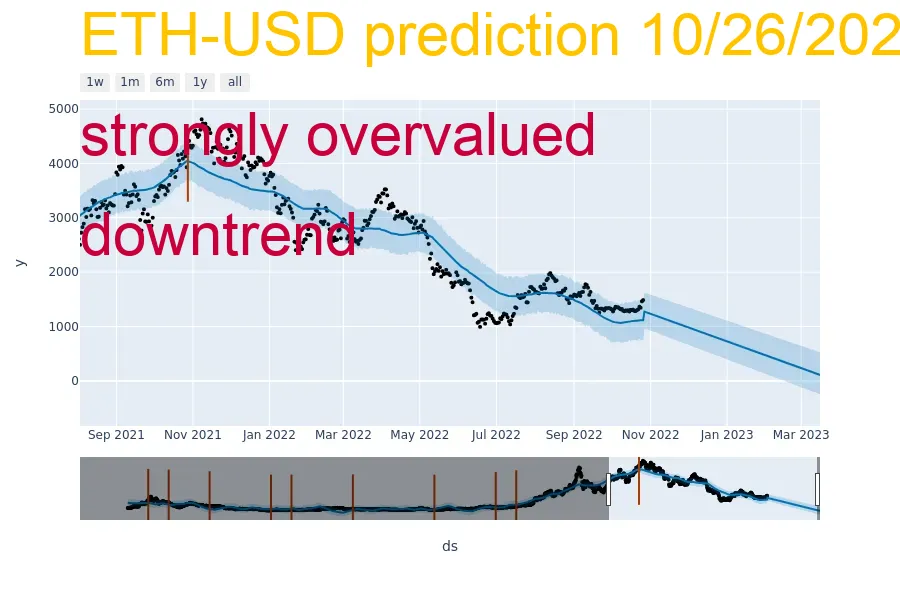 ETH-USD prediction 10/26/202
1w 1m 6m 1y all
5000
strongly overvalued
4000
3000
downtrend
2000
y
1000
0
Sep 2021 Nov 2021 Jan 2022 Mar 2022 May 2022 Jul 2022 Sep 2022 Nov 2022 Jan 2023 Mar 2023
ds